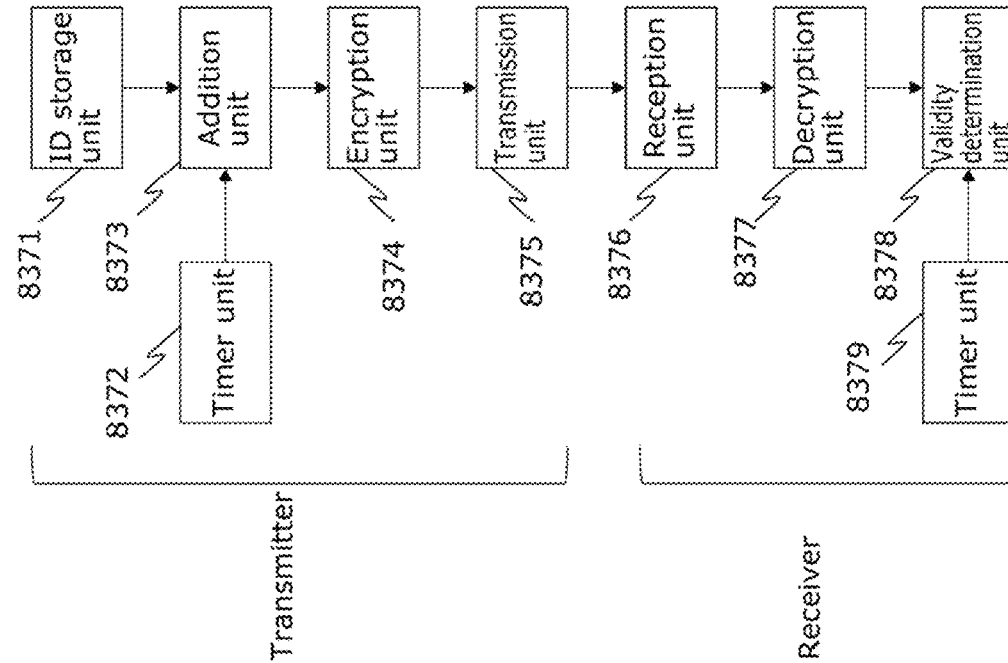 Transmitter
8371
ID storage
unit
8372
Timer unit
8373
Addition
unit
8374
Encryption
unit
8375
Transmission
unit
Receiver
8376
Reception
unit
8377
Decryption
unit
8378
Validity
determination
unit
8379
Timer unit